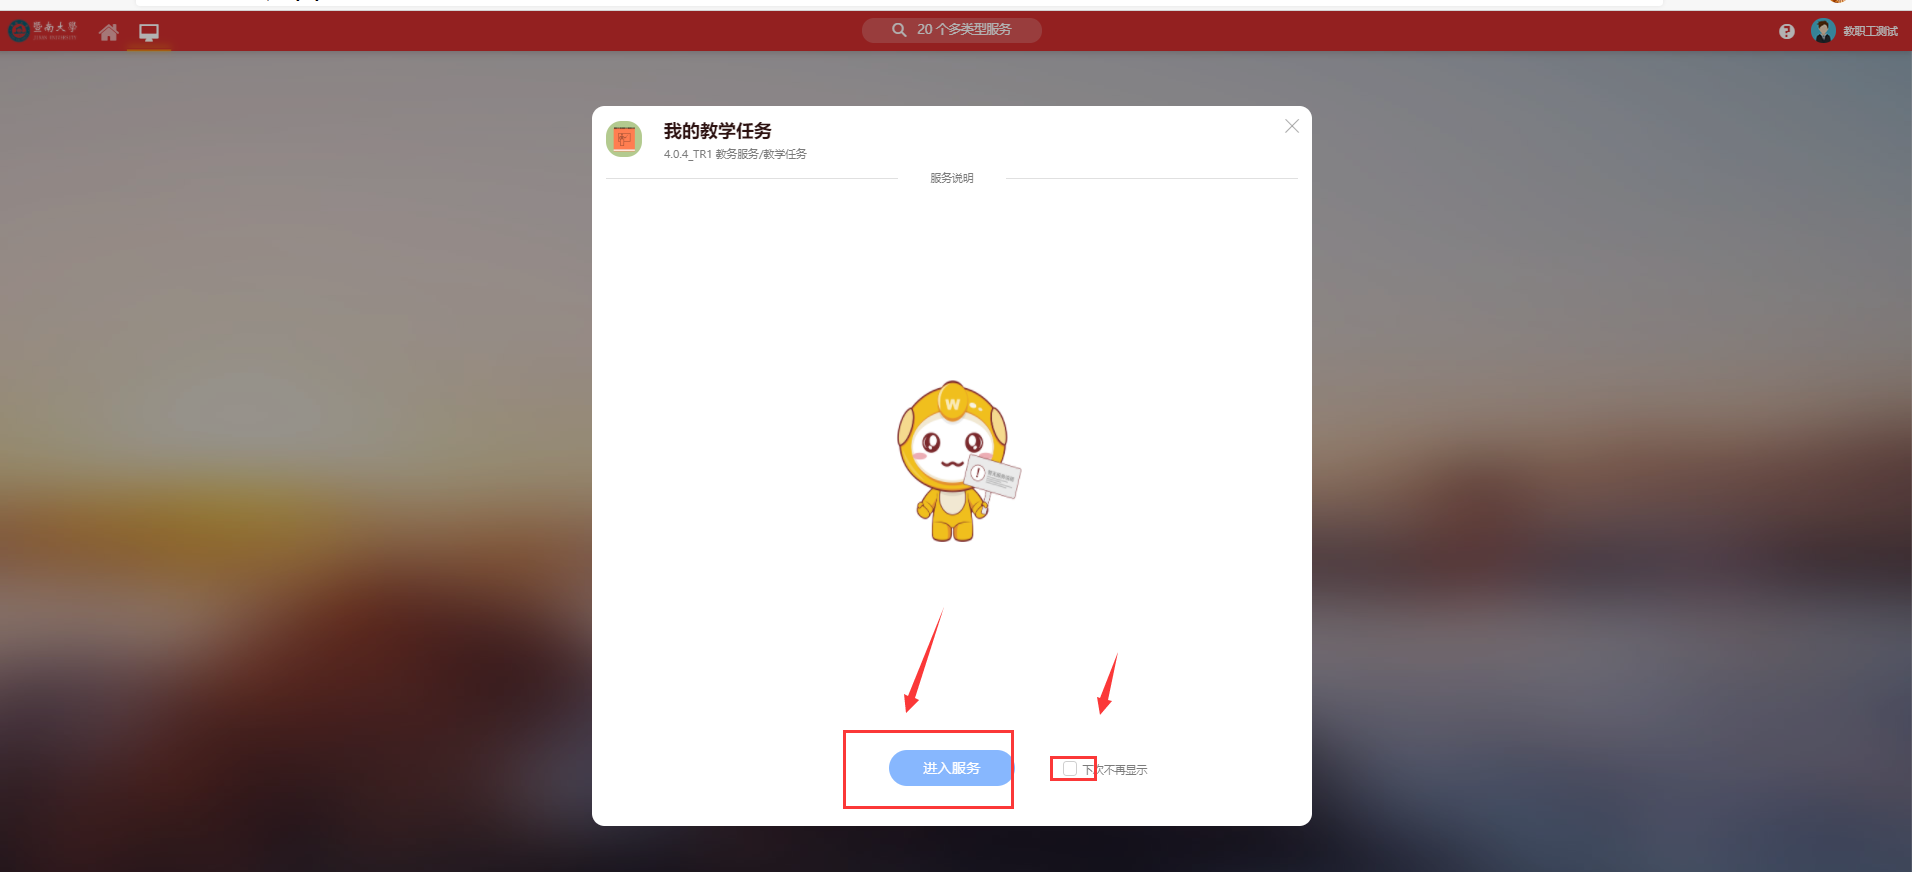 暨南大學
20 个多类型服务
教职工测试
我的教学任务
4.0.4_TR1 教务服务/教学任务
服务说明
W
进入服务
下次不再显示